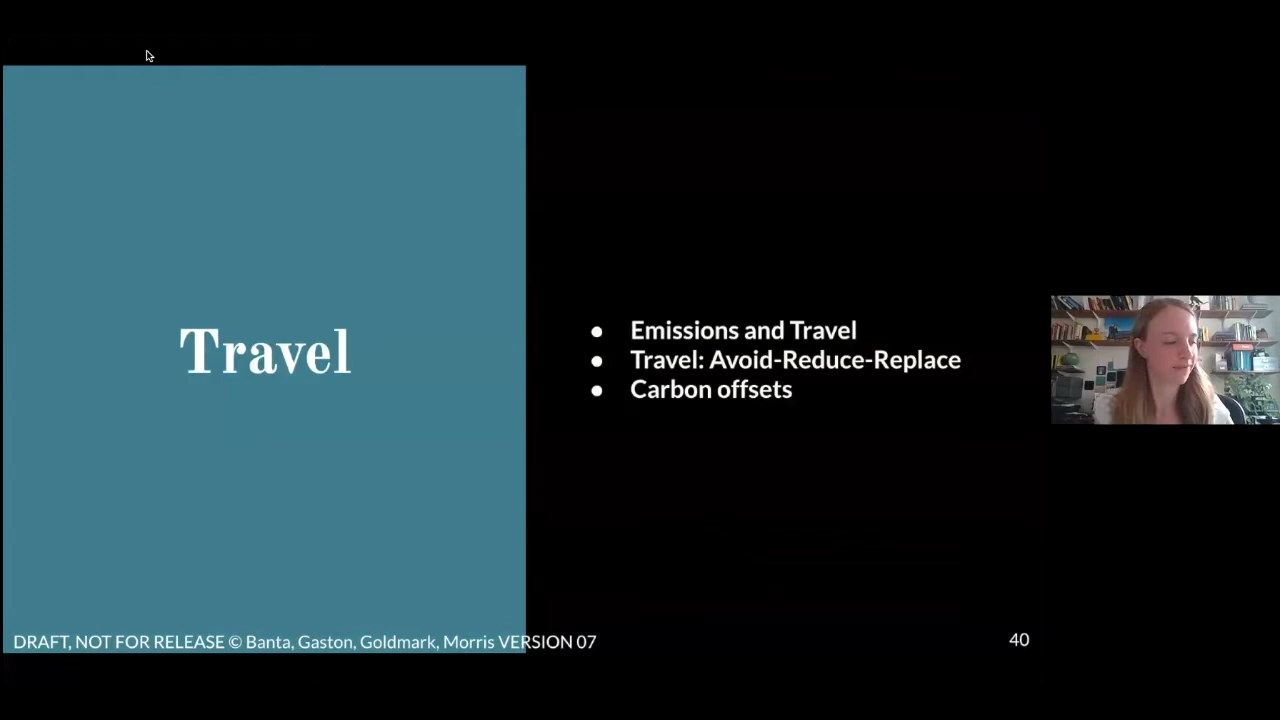 Travel
● Emissions and Travel
● Travel: Avoid-Reduce-Replace
● Carbon offsets
DRAFT, NOT FOR RELEASE © Banta, Gaston, Goldmark, Morris VERSION 07
40